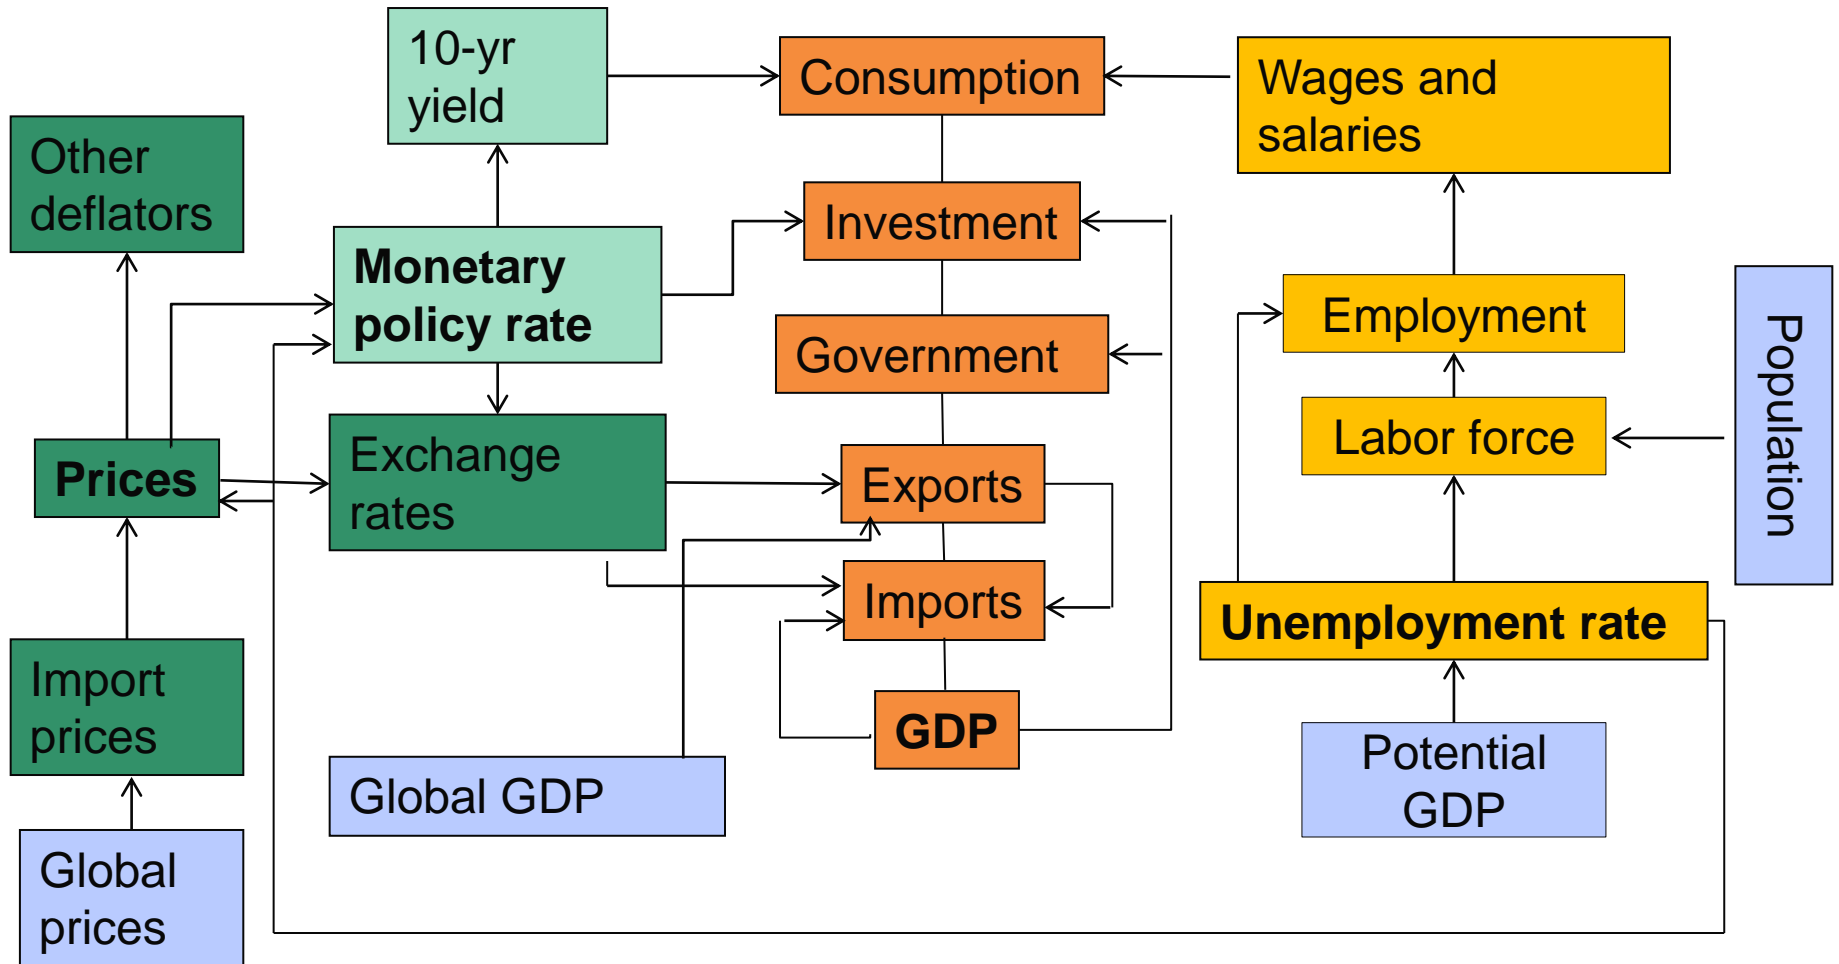 10-yr
yield
Consumption
Wages and
salaries
Other
deflators
Investment
Monetary
policy rate
Employment
Government
Population
Labor force
Prices
Exchange
rates
Exports
Imports
Unemployment rate
Import
prices
GDP
Potential
GDP
Global GDP
Global
prices